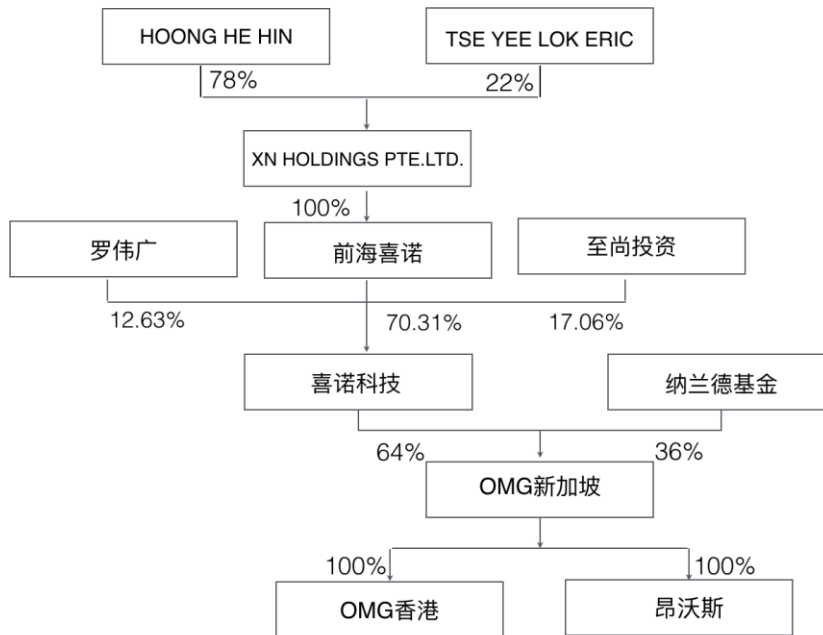 HOONG HE HIN
TSE YEE LOK ERIC
78%
22%
XN HOLDINGS PTE.LTD.
100%
罗伟广
前海喜诺
至尚投资
12.63%
70.31%
17.06%
喜诺科技
纳兰德基金
64%
36%
OMG新加坡
100%
100%
OMG香港
昂沃斯